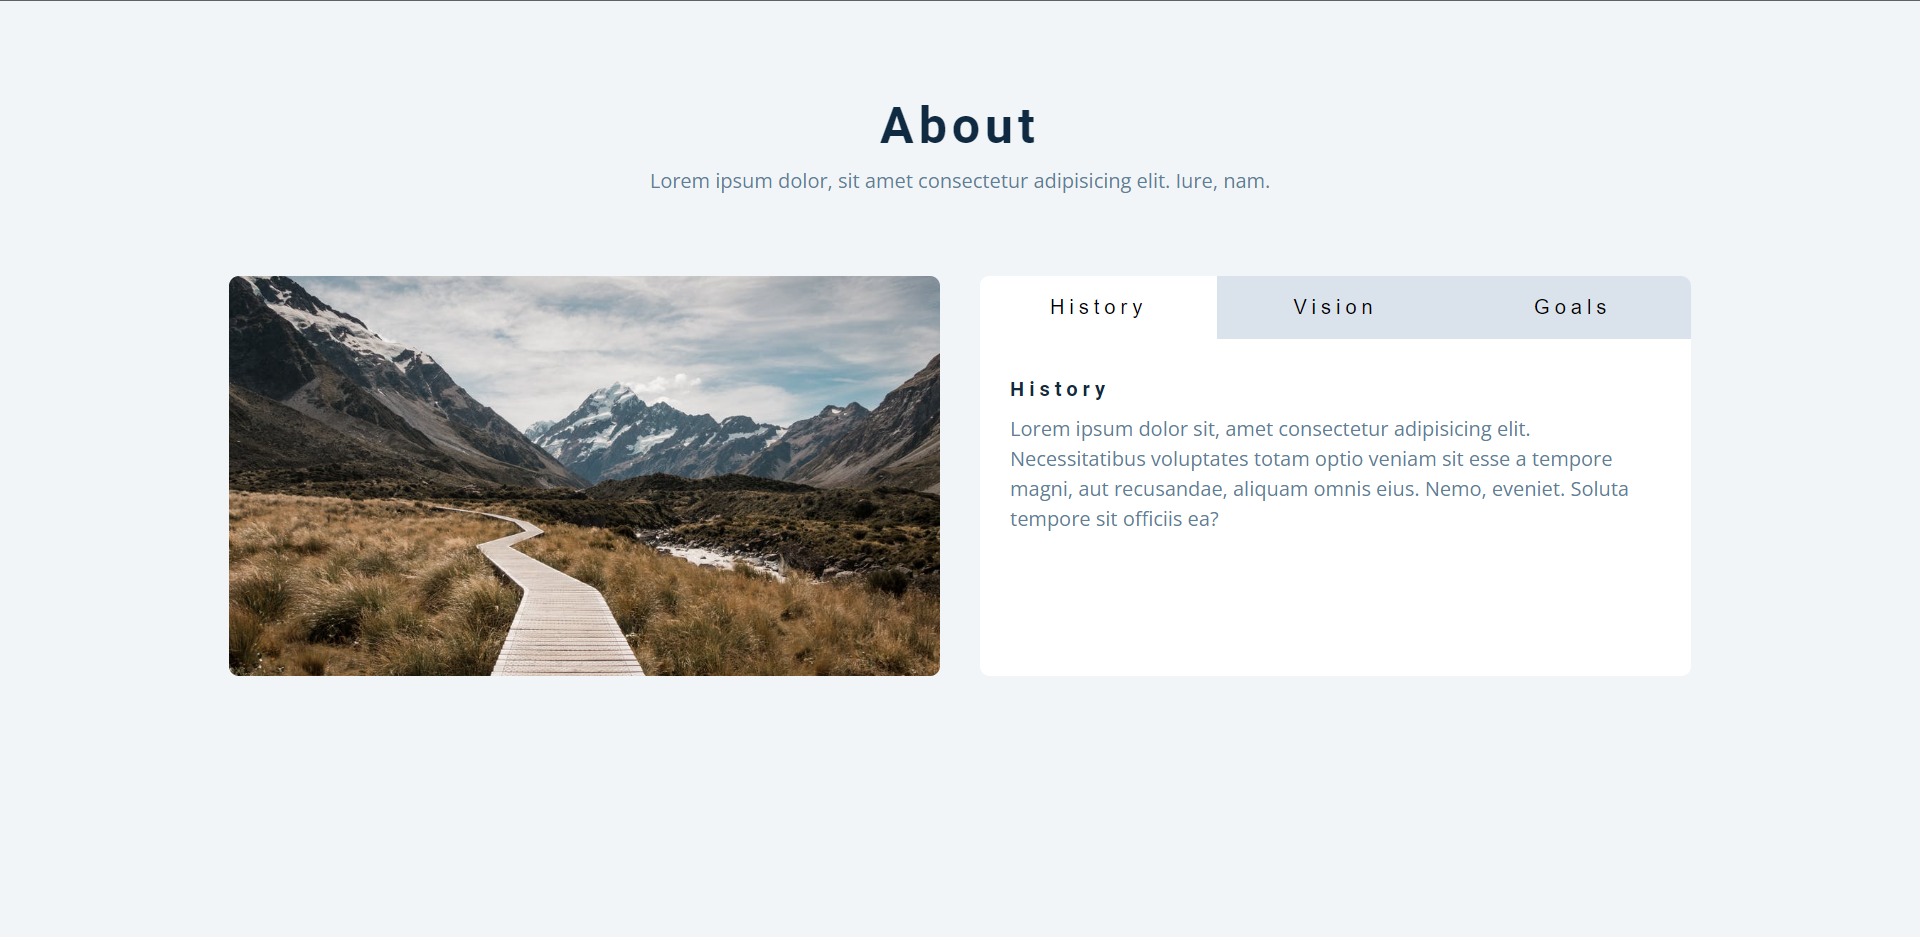 About
Lorem ipsum dolor, sit amet consectetur adipisicing elit. Iure, nam.
History
Vision
Goals
History
Lorem ipsum dolor sit, amet consectetur adipisicing elit.
Necessitatibus voluptates totam optio veniam sit esse a tempore
magni, aut recusandae, aliquam omnis eius. Nemo, eveniet. Soluta
tempore sit officiis ea?